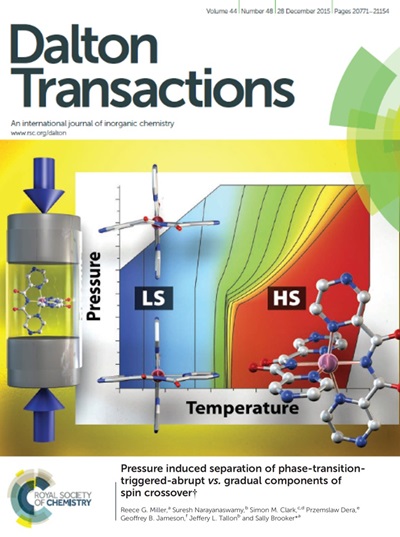 Volume 44 | Number 48 | 28 December 2015 | Pages 20771–21154
Dalton
Transactions
An international journal of inorganic chemistry
www.rsc.org/dalton
Pressure
LS
HS
Temperature
ROYAL SOCIETY
OF CHEMISTRY
Pressure induced separation of phase-transition-
triggered-abrupt vs. gradual components of
spin crossover†
Reece G. Miller,ᵃ Suresh Narayanaswamy,ᵇ Simon M. Clark,ᶜ,ᵈ Przemslaw Dera,ᵉ
Geoffrey B. Jameson,ᶠ Jeffery L. Tallonᵇ and Sally Brooker*ᵃ